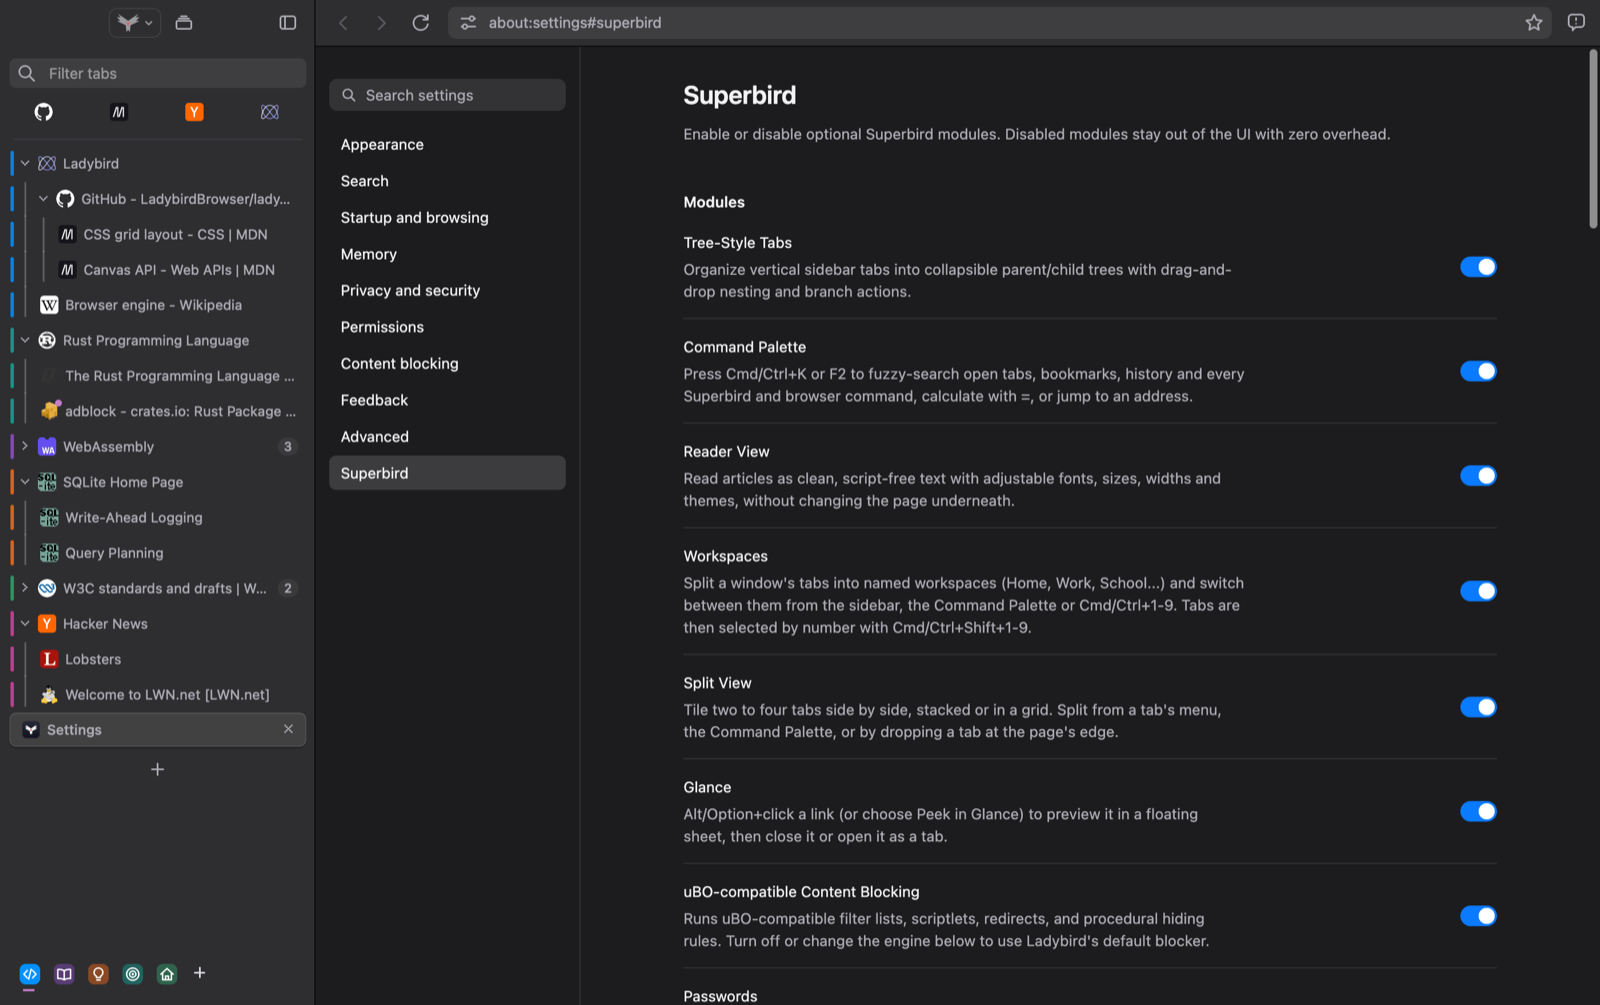 about:settings#superbird
Filter tabs
Ladybird
GitHub - LadybirdBrowser/lady...
CSS grid layout - CSS | MDN
Canvas API - Web APIs | MDN
Browser engine - Wikipedia
Rust Programming Language
The Rust Programming Language ...
adblock - crates.io: Rust Package ...
WebAssembly 3
SQLite Home Page
Write-Ahead Logging
Query Planning
W3C standards and drafts | W... 2
Hacker News
Lobsters
Welcome to LWN.net [LWN.net]
Settings
Search settings
Appearance
Search
Startup and browsing
Memory
Privacy and security
Permissions
Content blocking
Feedback
Advanced
Superbird
Superbird
Enable or disable optional Superbird modules. Disabled modules stay out of the UI with zero overhead.
Modules
Tree-Style Tabs
Organize vertical sidebar tabs into collapsible parent/child trees with drag-and-
drop nesting and branch actions.
Command Palette
Press Cmd/Ctrl+K or F2 to fuzzy-search open tabs, bookmarks, history and every
Superbird and browser command, calculate with =, or jump to an address.
Reader View
Read articles as clean, script-free text with adjustable fonts, sizes, widths and
themes, without changing the page underneath.
Workspaces
Split a window's tabs into named workspaces (Home, Work, School...) and switch
between them from the sidebar, the Command Palette or Cmd/Ctrl+1-9. Tabs are
then selected by number with Cmd/Ctrl+Shift+1-9.
Split View
Tile two to four tabs side by side, stacked or in a grid. Split from a tab's menu,
the Command Palette, or by dropping a tab at the page's edge.
Glance
Alt/Option+click a link (or choose Peek in Glance) to preview it in a floating
sheet, then close it or open it as a tab.
uBO-compatible Content Blocking
Runs uBO-compatible filter lists, scriptlets, redirects, and procedural hiding
rules. Turn off or change the engine below to use Ladybird's default blocker.
Passwords